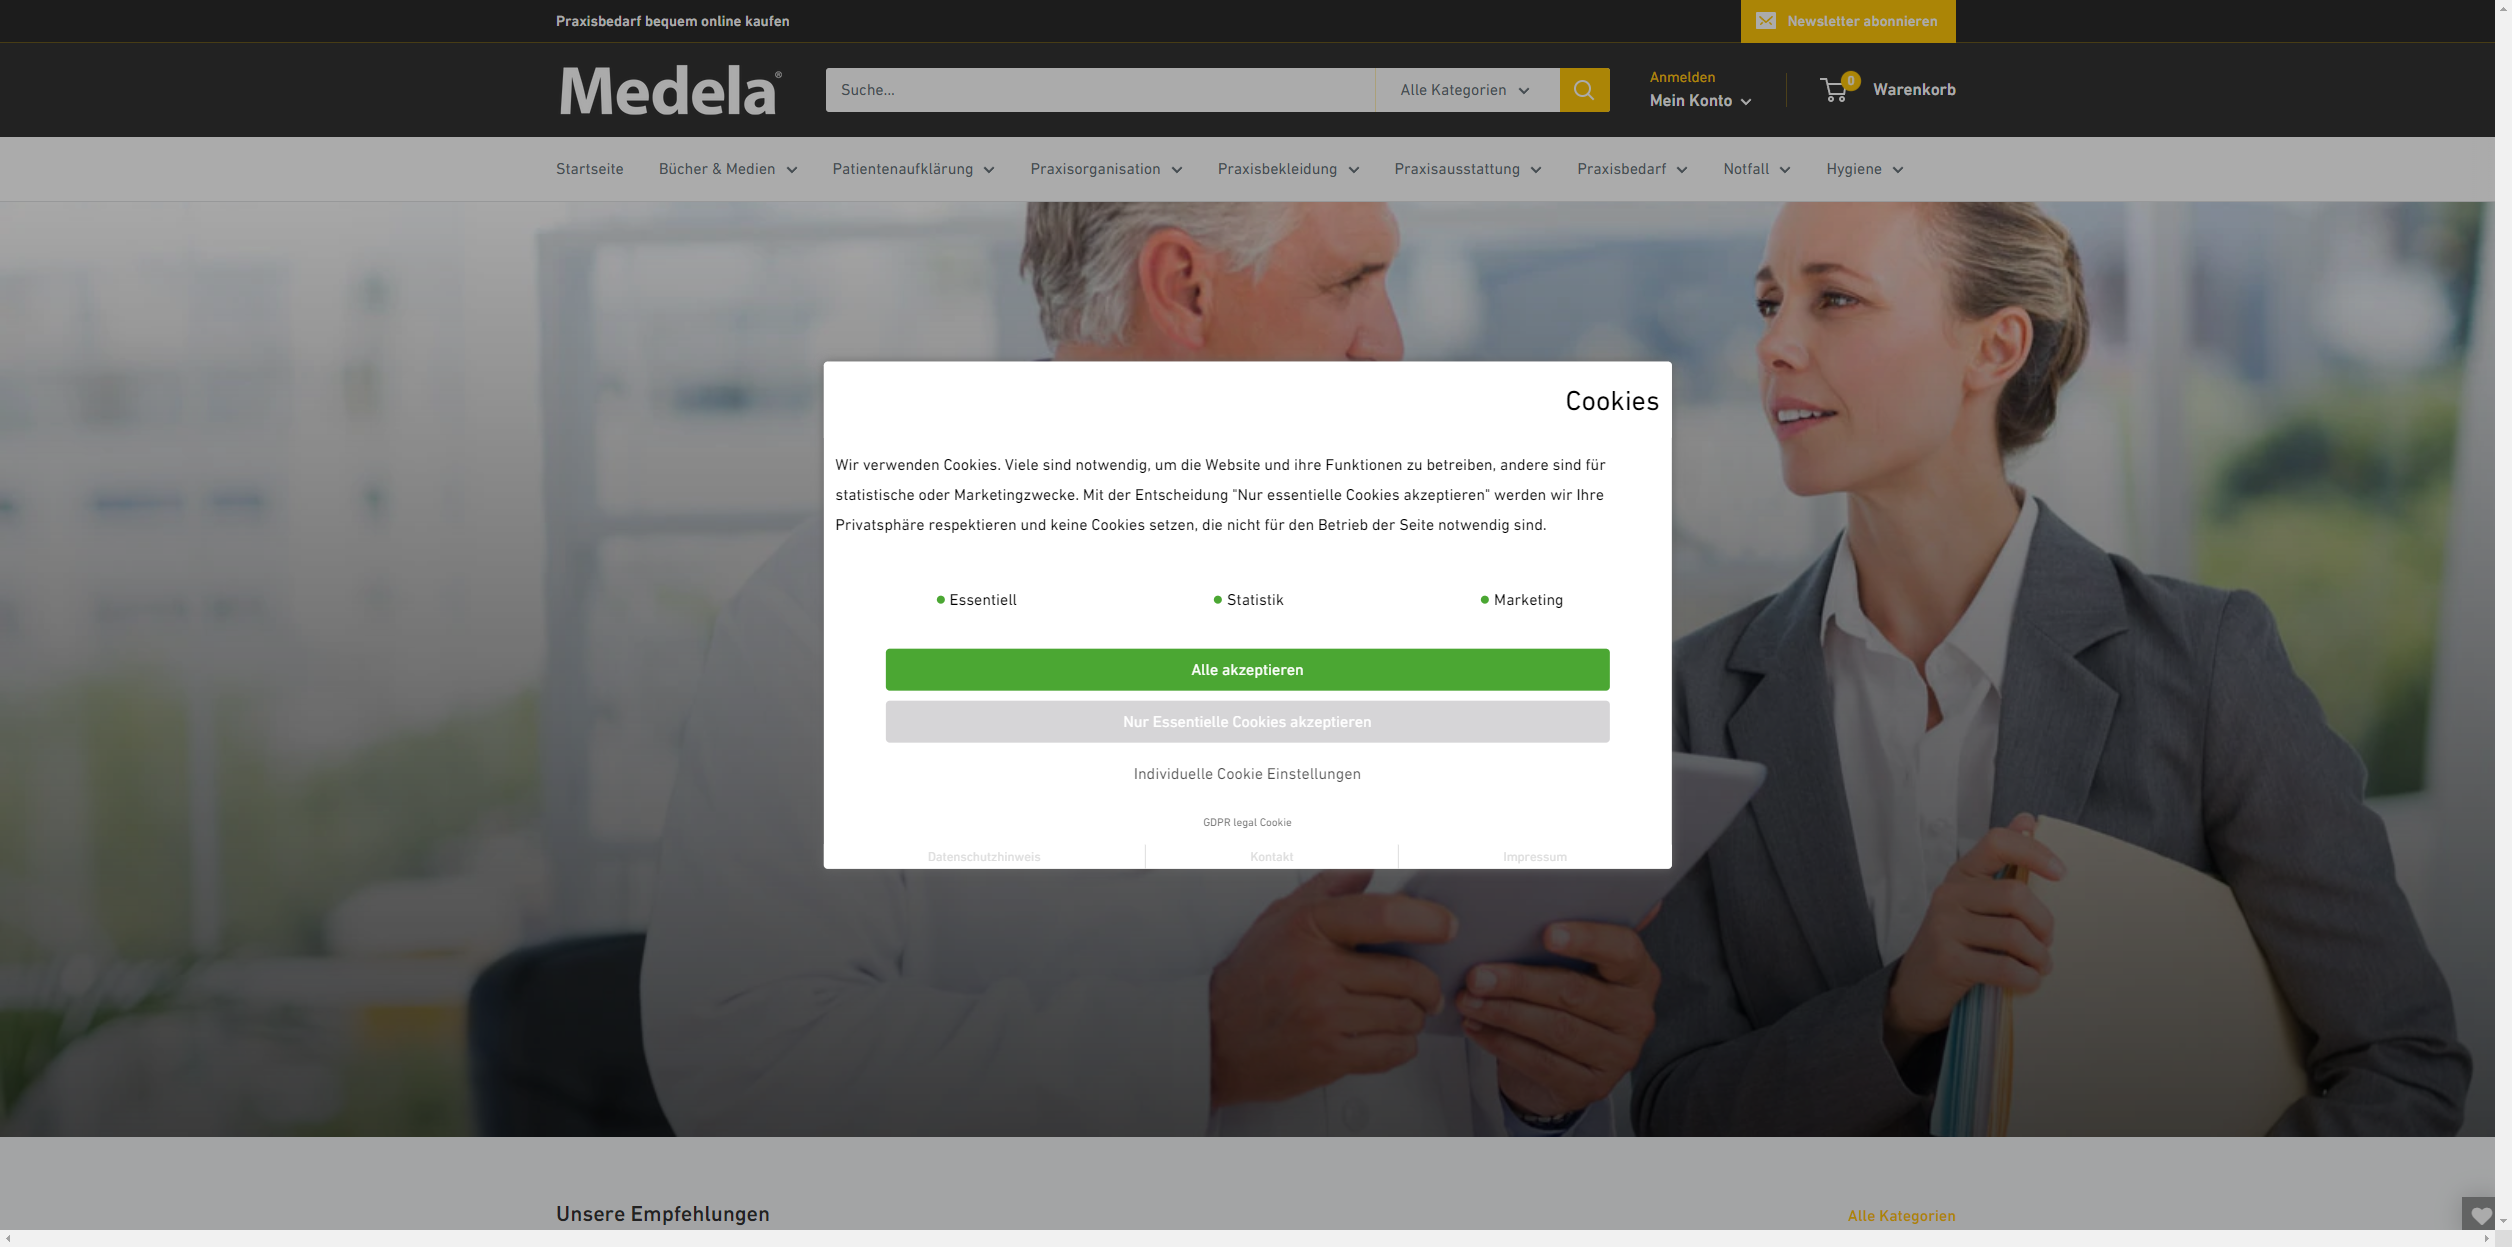 Praxisbedarf bequem online kaufen
Newsletter abonnieren
Medela®
Suche...
Alle Kategorien
Anmelden
Mein Konto
0
Warenkorb
Startseite
Bücher & Medien
Patientenaufklärung
Praxisorganisation
Praxisbekleidung
Praxisausstattung
Praxisbedarf
Notfall
Hygiene
Cookies
Wir verwenden Cookies. Viele sind notwendig, um die Website und ihre Funktionen zu betreiben, andere sind für
statistische oder Marketingzwecke. Mit der Entscheidung "Nur essentielle Cookies akzeptieren" werden wir Ihre
Privatsphäre respektieren und keine Cookies setzen, die nicht für den Betrieb der Seite notwendig sind.
Essentiell
Statistik
Marketing
Alle akzeptieren
Nur Essentielle Cookies akzeptieren
Individuelle Cookie Einstellungen
GDPR legal Cookie
Datenschutzhinweis
Kontakt
Impressum
Unsere Empfehlungen
Alle Kategorien